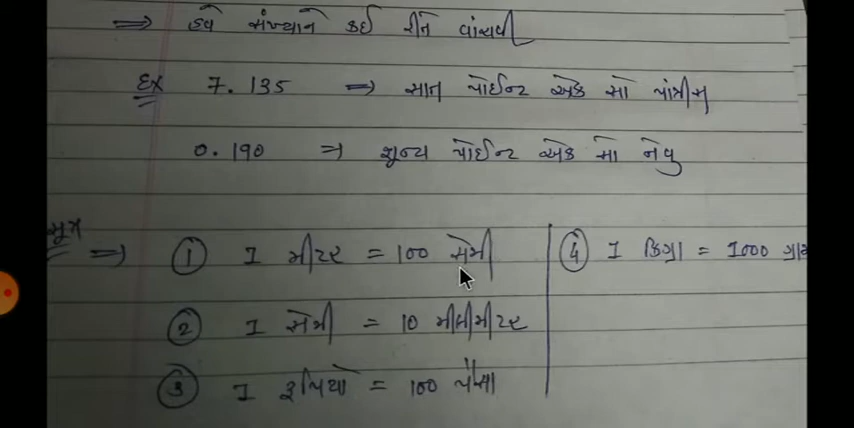 ⇒ હવે સંખ્યાને કઈ રીતે વાંચવી
Ex 7.135 ⇒ સાત પોઈન્ટ એક સો પાંત્રીસ
0.190 ⇒ શૂન્ય પોઈન્ટ એક સો નેવુ
સૂત્ર ⇒ ① 1 મીટર = 100 સેમી
② 1 સેમી = 10 મીલીમીટર
③ 1 રૂપિયો = 100 પૈસા
④ 1 કિગ્રા = 1000 ગ્રામ